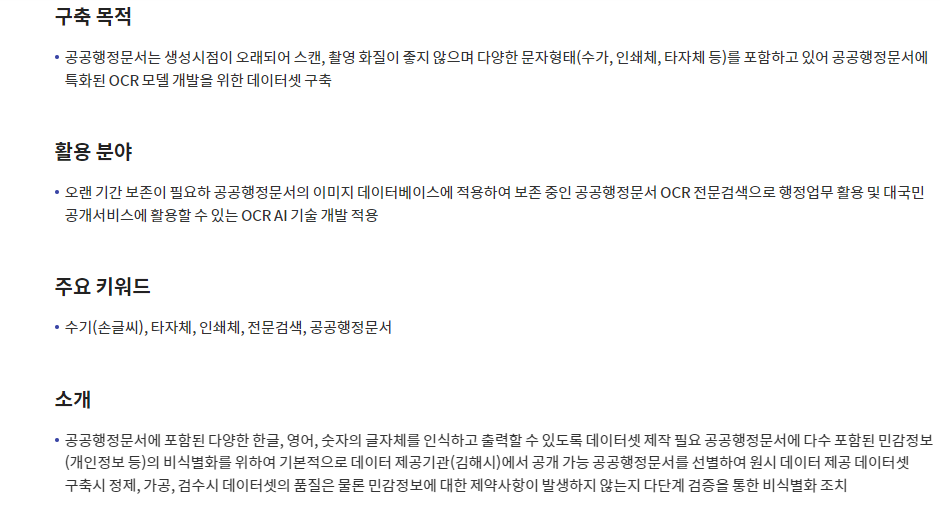 구축 목적
• 공공행정문서는 생성시점이 오래되어 스캔, 촬영 화질이 좋지 않으며 다양한 문자형태(수가, 인쇄체, 타자체 등)를 포함하고 있어 공공행정문서에
특화된 OCR 모델 개발을 위한 데이터셋 구축
활용 분야
• 오랜 기간 보존이 필요하 공공행정문서의 이미지 데이터베이스에 적용하여 보존 중인 공공행정문서 OCR 전문검색으로 행정업무 활용 및 대국민
공개서비스에 활용할 수 있는 OCR AI 기술 개발 적용
주요 키워드
• 수기(손글씨), 타자체, 인쇄체, 전문검색, 공공행정문서
소개
• 공공행정문서에 포함된 다양한 한글, 영어, 숫자의 글자체를 인식하고 출력할 수 있도록 데이터셋 제작 필요 공공행정문서에 다수 포함된 민감정보
(개인정보 등)의 비식별화를 위하여 기본적으로 데이터 제공기관(김해시)에서 공개 가능 공공행정문서를 선별하여 원시 데이터 제공 데이터셋
구축시 정제, 가공, 검수시 데이터셋의 품질은 물론 민감정보에 대한 제약사항이 발생하지 않는지 다단계 검증을 통한 비식별화 조치